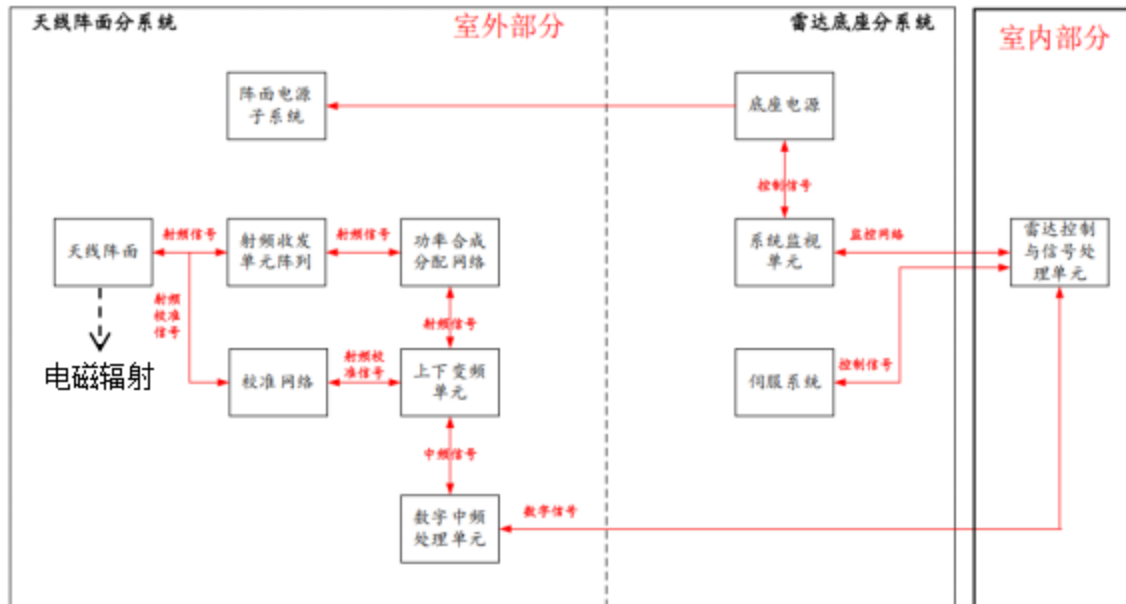 天线阵面分系统
室外部分
雷达底座分系统
室内部分
阵面电源
子系统
底座电源
控制信号
天线阵面
射频信号
射频收发
单元阵列
射频信号
功率合成
分配网络
系统监视
单元
监控网络
雷达控制
与信号处
理单元
射频
校准
信号
射频信号
电磁辐射
校准网络
射频校
准信号
上下变频
单元
伺服系统
控制信号
中频信号
数字中频
处理单元
数字信号